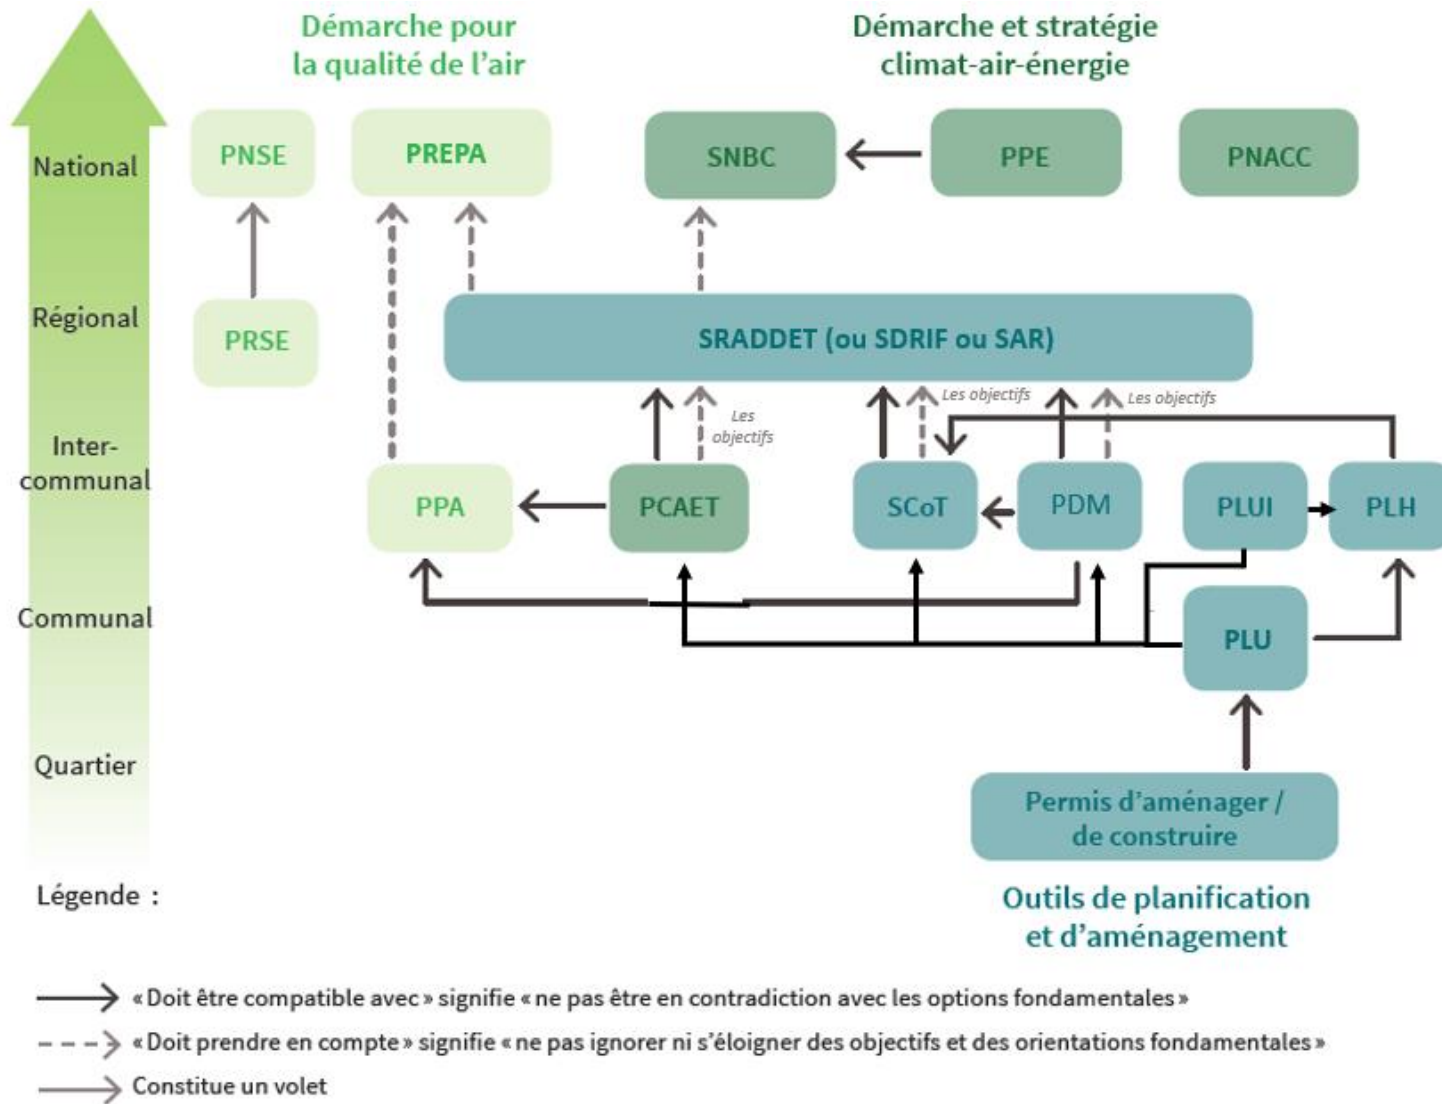 Démarche pour
la qualité de l'air
Démarche et stratégie
climat-air-énergie
National
PNSE
PREPA
SNBC
PPE
PNACC
Régional
PRSE
SRADDET (ou SDRIF ou SAR)
Les
objectifs
Les objectifs
Les objectifs
Inter-
communal
PPA
PCAET
SCoT
PDM
PLUI
PLH
Communal
PLU
Quartier
Permis d'aménager /
de construire
Légende :
Outils de planification
et d'aménagement
« Doit être compatible avec » signifie « ne pas être en contradiction avec les options fondamentales »
« Doit prendre en compte » signifie « ne pas ignorer ni s'éloigner des objectifs et des orientations fondamentales »
Constitue un volet